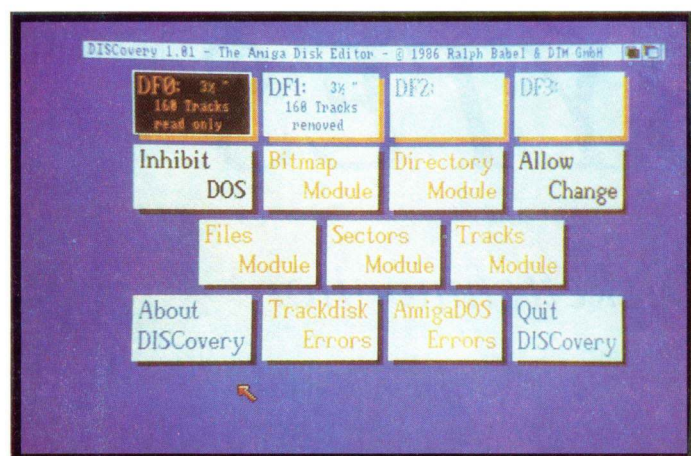 DISCovery 1.01 - The Amiga Disk Editor - © 1986 Ralph Babel & DTM GmbH
DF0: 3½ "
160 Tracks
read only
DF1: 3½ "
160 Tracks
removed
DF2:
DF3:
Inhibit
DOS
Bitmap
Module
Directory
Module
Allow
Change
Files
Module
Sectors
Module
Tracks
Module
About
DISCovery
Trackdisk
Errors
AmigaDOS
Errors
Quit
DISCovery